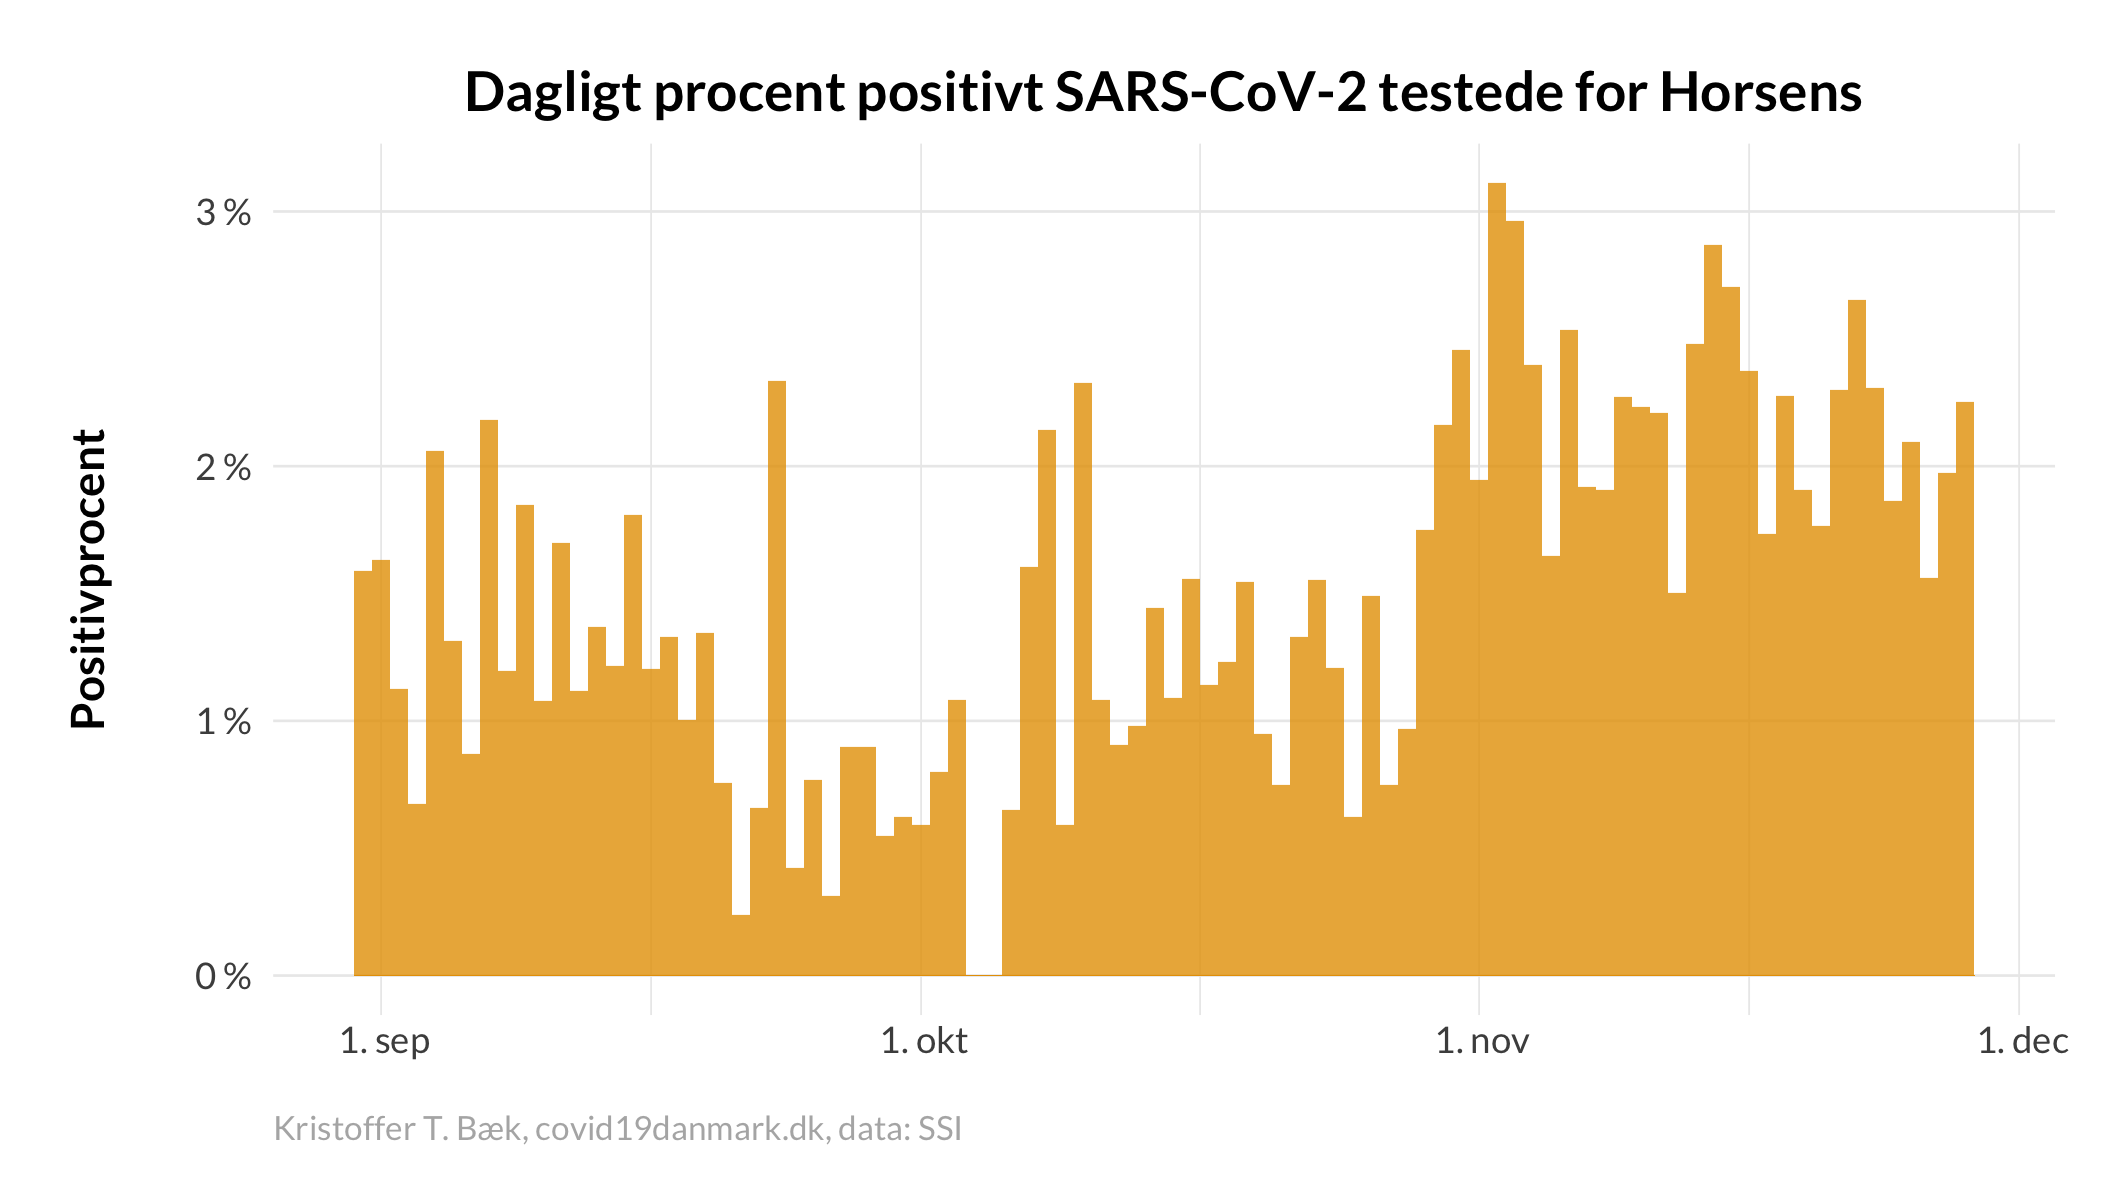 Dagligt procent positivt SARS-CoV-2 testede for Horsens
Positivprocent
3 %
2 %
1 %
0 %
1. sep
1. okt
1. nov
1. dec
Kristoffer T. Bæk, covid19danmark.dk, data: SSI